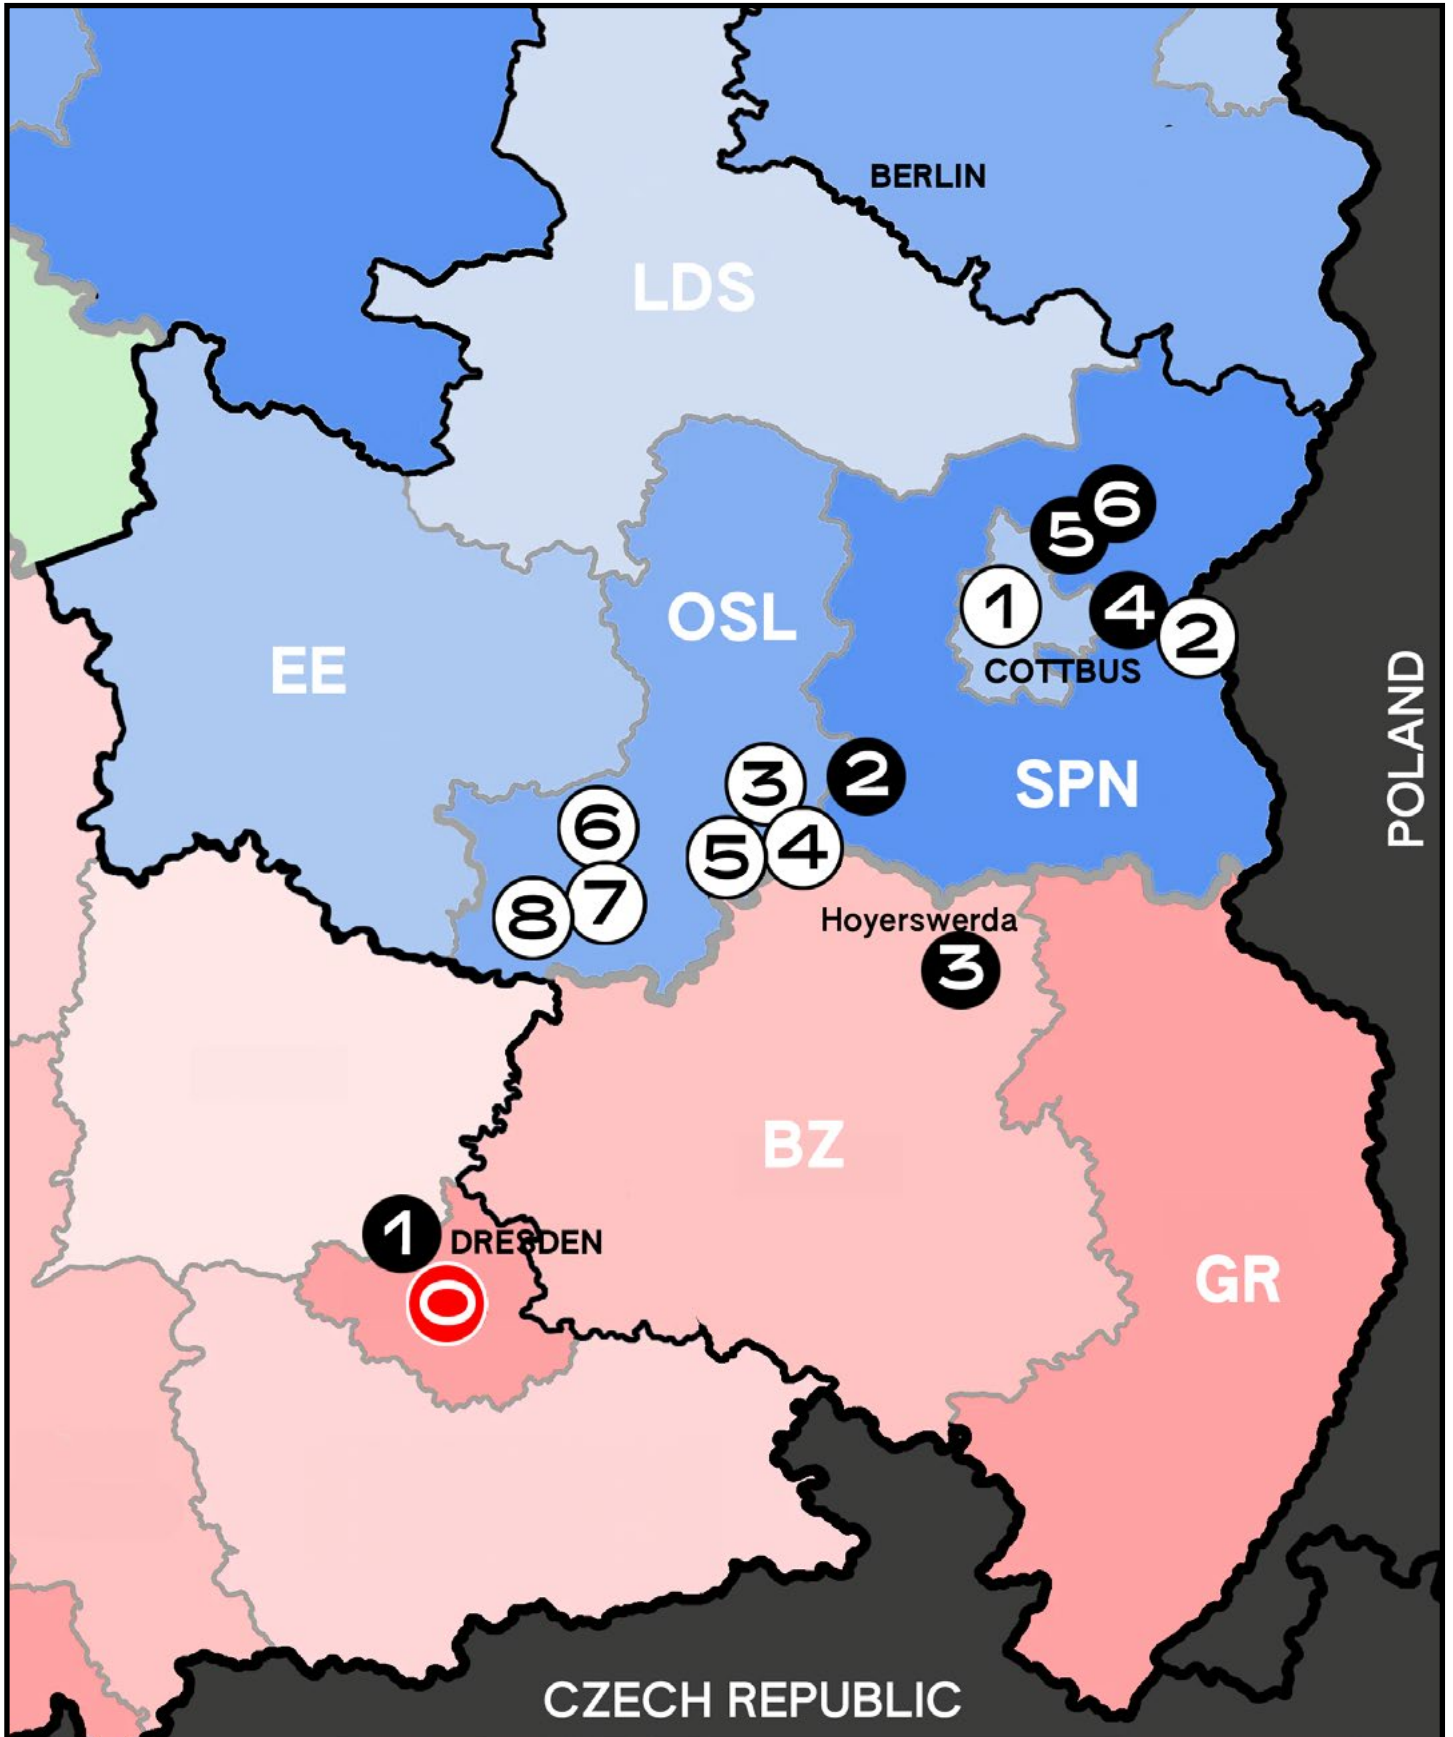 BERLIN
LDS
6
5
1
4
2
OSL
EE
COTTBUS
POLAND
3
2
SPN
6
5
4
8
7
Hoyerswerda
3
BZ
1
DRESDEN
0
GR
CZECH REPUBLIC